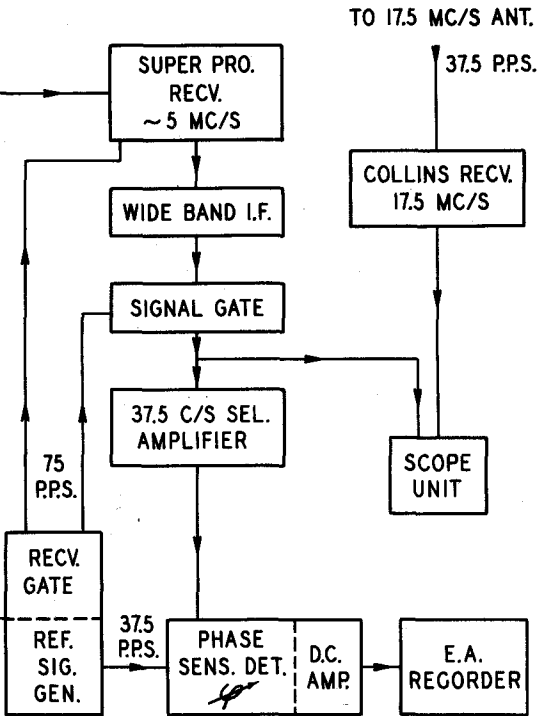 TO 17.5 MC/S ANT.
37.5 P.P.S.
SUPER PRO.
RECV.
~5 MC/S
COLLINS RECV.
17.5 MC/S
WIDE BAND I.F.
SIGNAL GATE
37.5 C/S SEL.
AMPLIFIER
SCOPE
UNIT
75
P.P.S.
RECV.
GATE
REF.
SIG.
GEN.
37.5
P.P.S.
PHASE
SENS. DET.
φ
D.C.
AMP.
E.A.
RECORDER